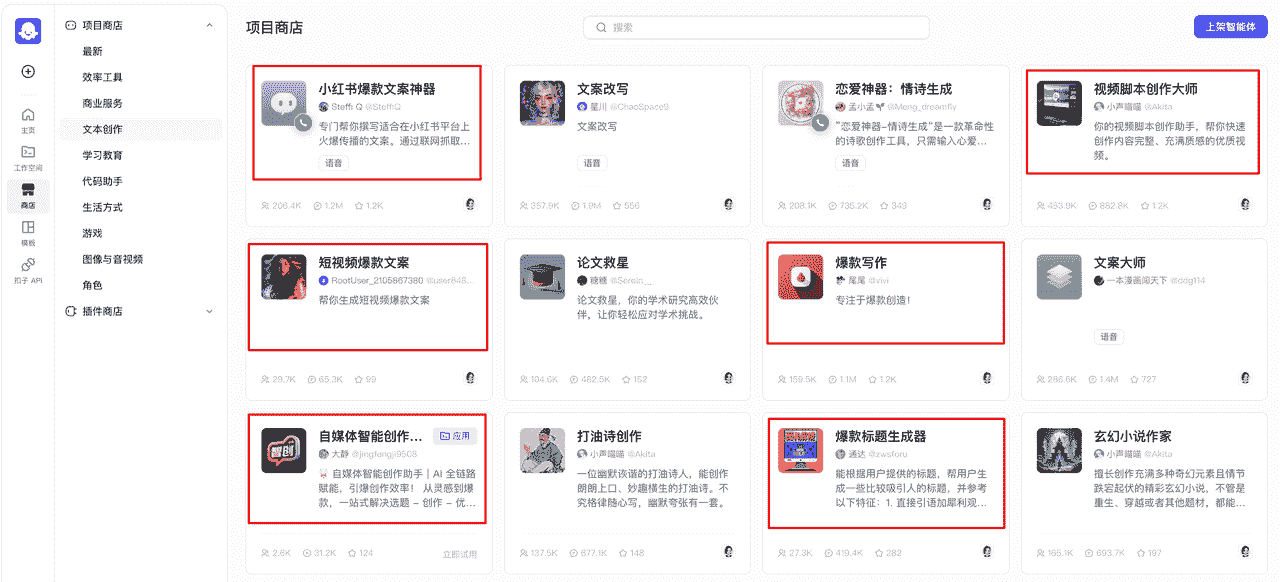 项目商店
最新
效率工具
商业服务
文本创作
学习教育
代码助手
生活方式
游戏
图像与音视频
角色
插件商店
主页
工作空间
商店
模板
扣子 API
项目商店
搜索
上架智能体
小红书爆款文案神器
Steffi Q @SteffiQ
专门帮你撰写适合在小红书平台上
火爆传播的文案。通过联网抓取...
语音
206.4K 1.2M 1.2K
文案改写
星川 @ChaoSpace9
文案改写
语音
357.9K 1.9M 556
恋爱神器：情诗生成
孟小孟 @Meng_dreamfly
“恋爱神器-情诗生成”是一款革命性
的诗歌创作工具，只需输入心爱...
语音
208.1K 735.2K 349
视频脚本创作大师
小声喵喵 @Akita
你的视频脚本创作助手，帮你快速
创作内容完整、充满质感的优质视
频。
453.9K 882.8K 1.2K
短视频爆款文案
RootUser_2105867380 @user848...
帮你生成短视频爆款文案
29.7K 65.3K 99
论文救星
糖糖 @Serein__
论文救星，你的学术研究高效伙
伴，让你轻松应对学术挑战。
104.6K 462.5K 152
爆款写作
尾尾 @vivi
专注于爆款创造！
159.5K 1.1M 1.2K
文案大师
一本漫画闯天下 @ddg114
语音
286.6K 1.4M 727
智创
自媒体智能创作... 应用
大静 @jingfangji9508
自媒体智能创作助手 | AI 全链路
赋能，引爆创作效率！ 从灵感到爆
款，一站式解决选题 - 创作 - 优...
2.6K 31.2K 124 立即试用
打油诗创作
小声喵喵 @Akita
一位幽默诙谐的打油诗人，能创作
朗朗上口、妙趣横生的打油诗。不
究格律随心写，幽默夸张有一套。
137.5K 677.1K 148
爆款标题生成器
通达 @zwsforu
能根据用户提供的标题，帮用户生
成一些比较吸引人的标题，并参考
以下特征：1. 直接引语加犀利观...
27.3K 419.4K 282
玄幻小说作家
小声喵喵 @Akita
擅长创作充满多种奇幻元素且情节
跌宕起伏的精彩玄幻小说，不管是
重生、穿越或者其他题材，都能...
166.1K 693.7K 197